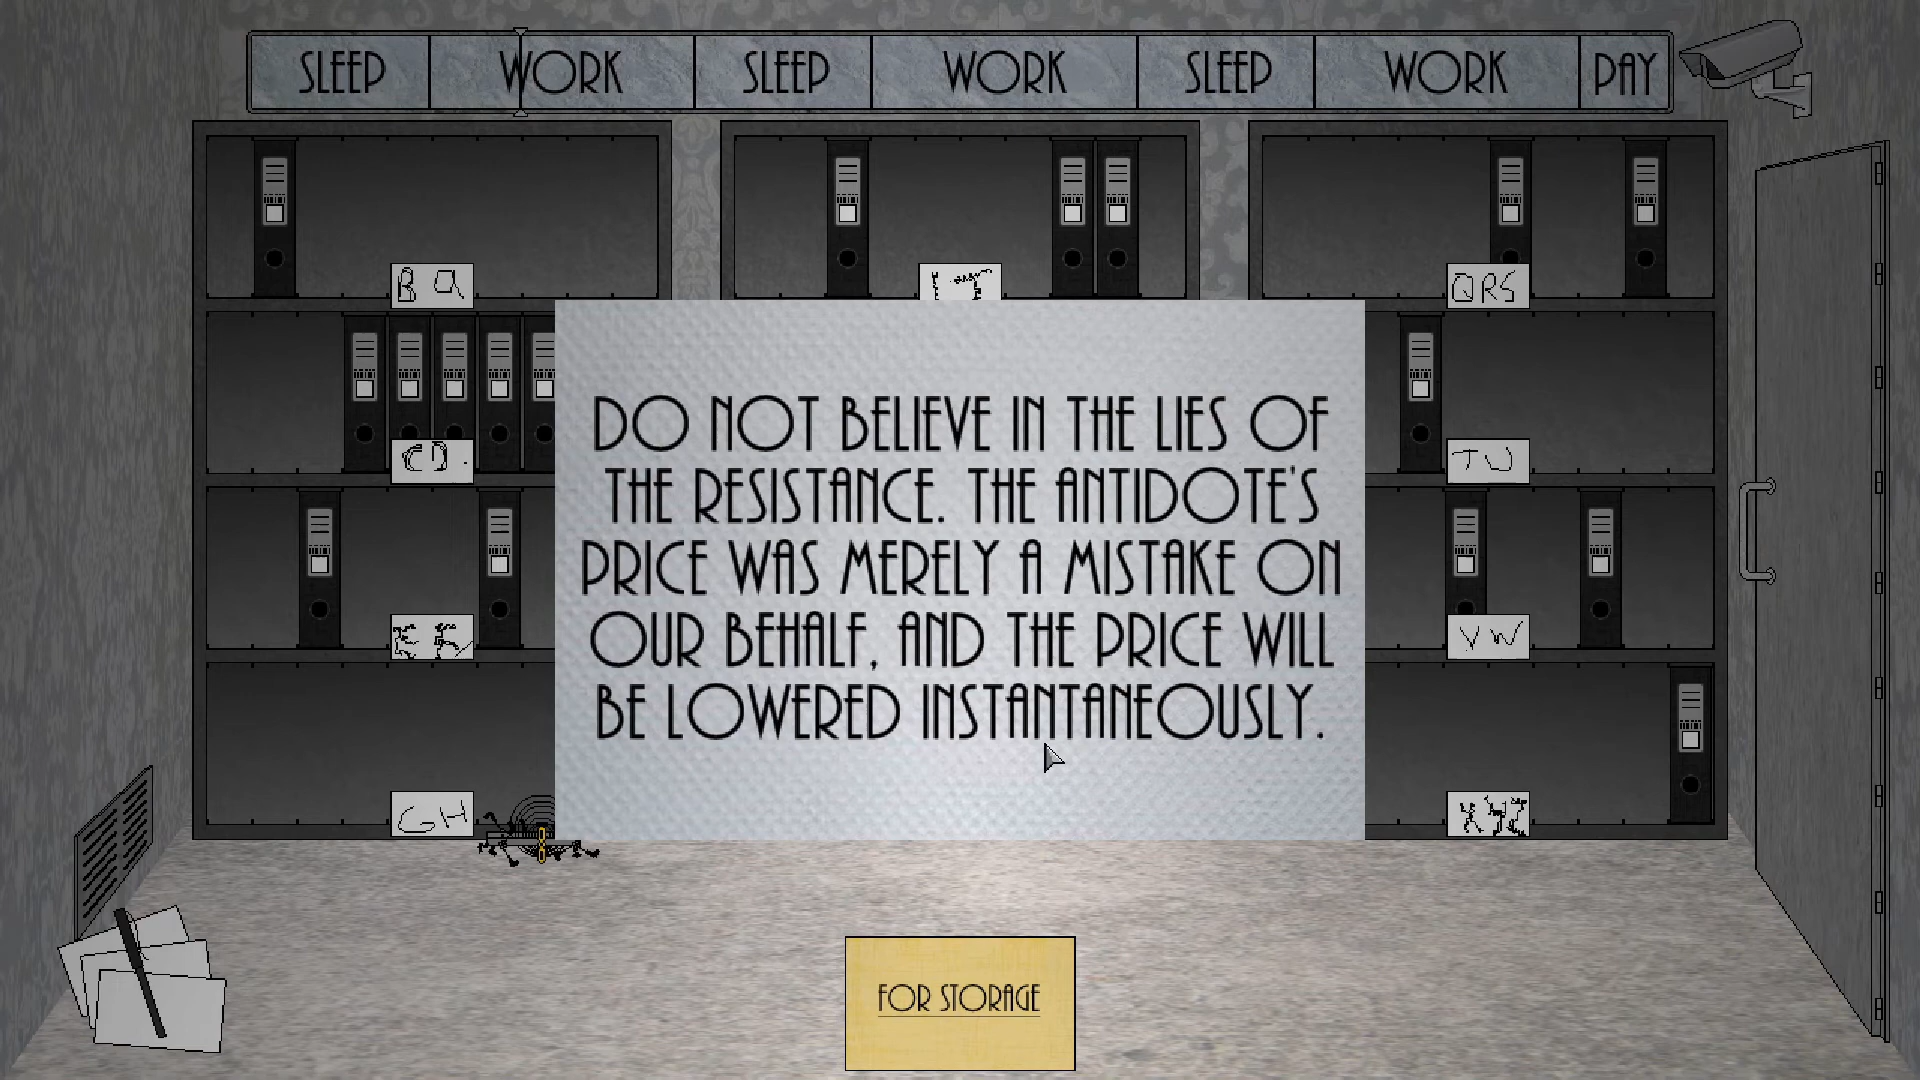 SLEEP WORK SLEEP WORK SLEEP WORK PAY
B a
QRS
CD.
TU
VW
GH
DO NOT BELIEVE IN THE LIES OF
THE RESISTANCE. THE ANTIDOTE'S
PRICE WAS MERELY A MISTAKE ON
OUR BEHALF, AND THE PRICE WILL
BE LOWERED INSTANTANEOUSLY.
FOR STORAGE